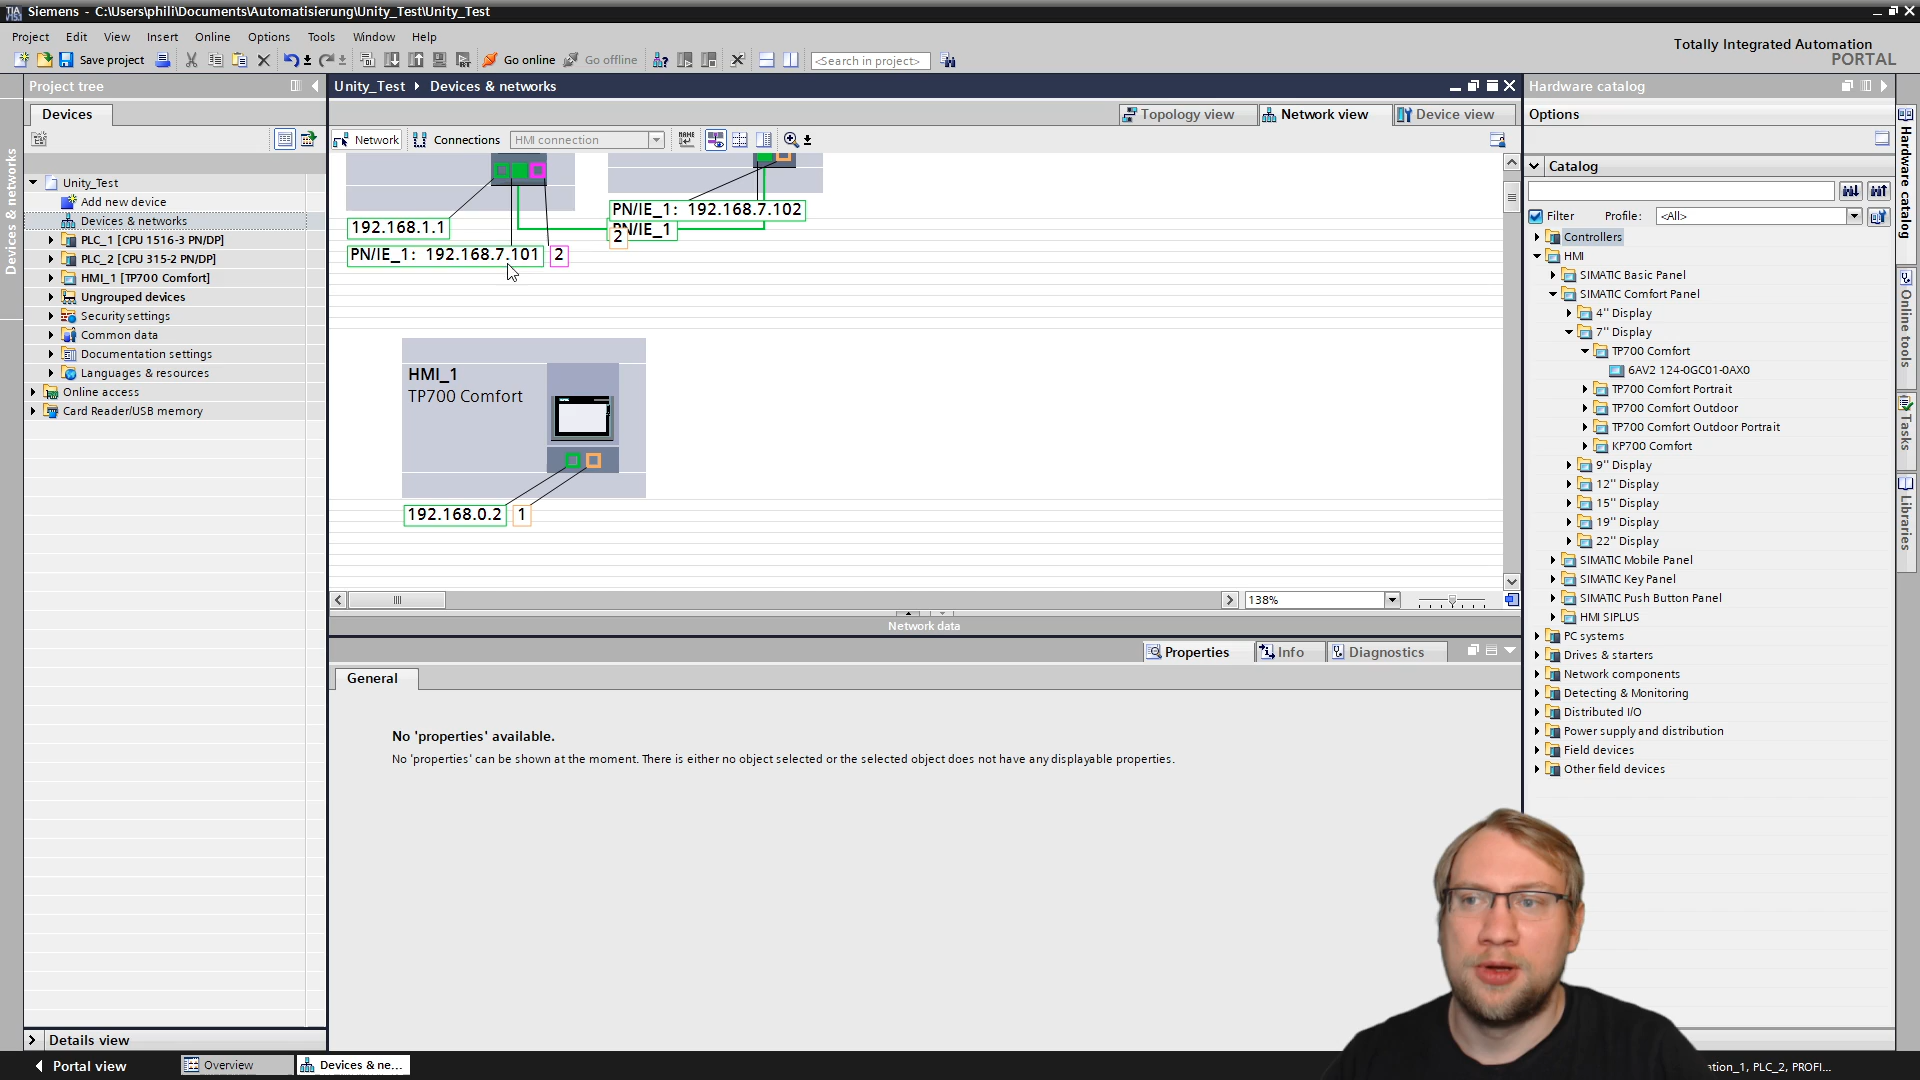 Siemens - C:\Users\phili\Documents\Automatisierung\Unity_Test\Unity_Test
Project Edit View Insert Online Options Tools Window Help
Totally Integrated Automation
PORTAL
Save project
Go online
Go offline
<Search in project>
Project tree
Devices
Devices & networks
Unity_Test
Add new device
Devices & networks
PLC_1 [CPU 1516-3 PN/DP]
PLC_2 [CPU 315-2 PN/DP]
HMI_1 [TP700 Comfort]
Ungrouped devices
Security settings
Common data
Documentation settings
Languages & resources
Online access
Card Reader/USB memory
Details view
Unity_Test Devices & networks
Topology view
Network view
Device view
Network
Connections
HMI connection
192.168.1.1
PN/IE_1: 192.168.7.101
2
PN/IE_1: 192.168.7.102
PN/IE_1
2
HMI_1
TP700 Comfort
192.168.0.2
1
138%
Network data
Properties
Info
Diagnostics
General
No 'properties' available.
No 'properties' can be shown at the moment. There is either no object selected or the selected object does not have any displayable properties.
Hardware catalog
Options
Catalog
Filter
Profile:
<All>
Controllers
HMI
SIMATIC Basic Panel
SIMATIC Comfort Panel
4" Display
7" Display
TP700 Comfort
6AV2 124-0GC01-0AX0
TP700 Comfort Portrait
TP700 Comfort Outdoor
TP700 Comfort Outdoor Portrait
KP700 Comfort
9" Display
12" Display
15" Display
19" Display
22" Display
SIMATIC Mobile Panel
SIMATIC Key Panel
SIMATIC Push Button Panel
HMI SIPLUS
PC systems
Drives & starters
Network components
Detecting & Monitoring
Distributed I/O
Power supply and distribution
Field devices
Other field devices
Hardware catalog
Online tools
Tasks
Libraries
Portal view
Overview
Devices & ne...
tion_1, PLC_2, PROFI...